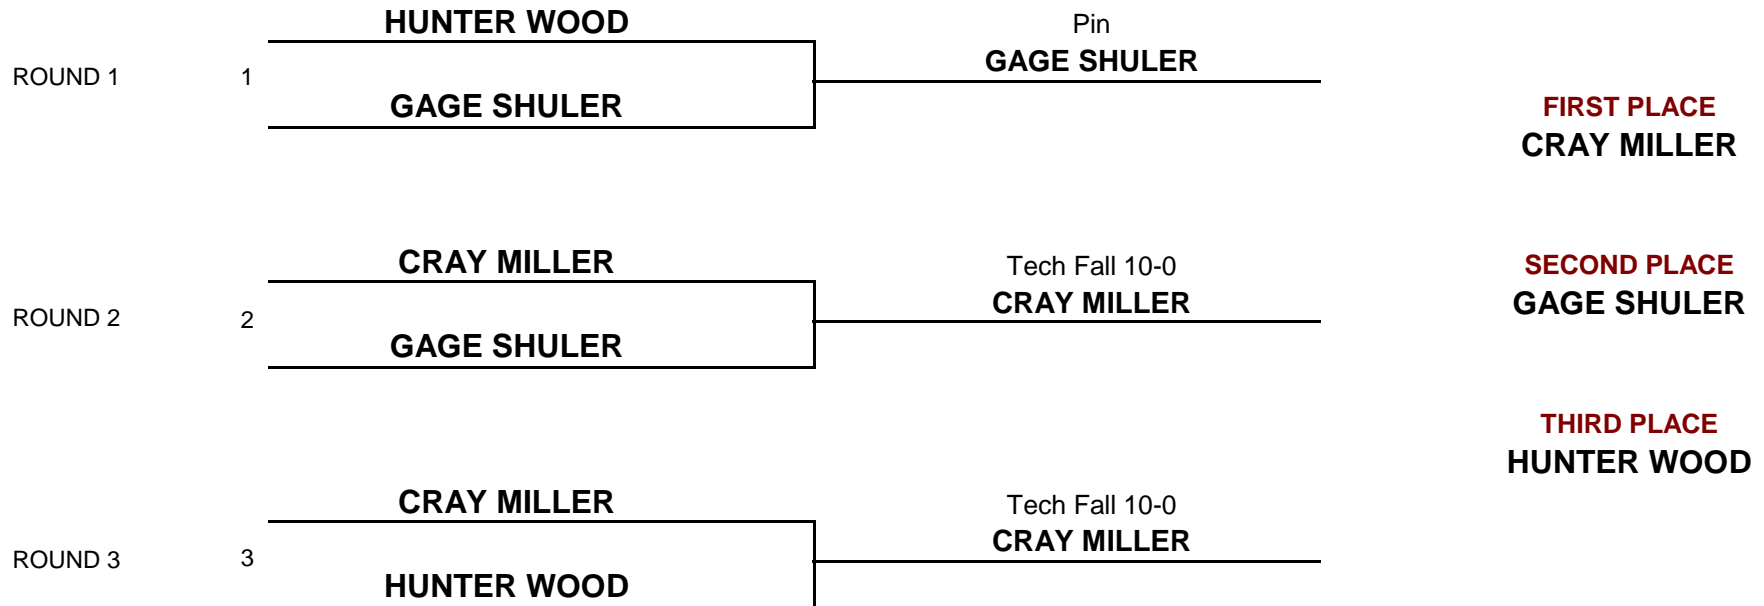 HUNTER WOOD
Pin
ROUND 1
1
GAGE SHULER
GAGE SHULER
FIRST PLACE
CRAY MILLER
CRAY MILLER
Tech Fall 10-0
SECOND PLACE
ROUND 2
2
CRAY MILLER
GAGE SHULER
GAGE SHULER
THIRD PLACE
HUNTER WOOD
CRAY MILLER
Tech Fall 10-0
ROUND 3
3
CRAY MILLER
HUNTER WOOD